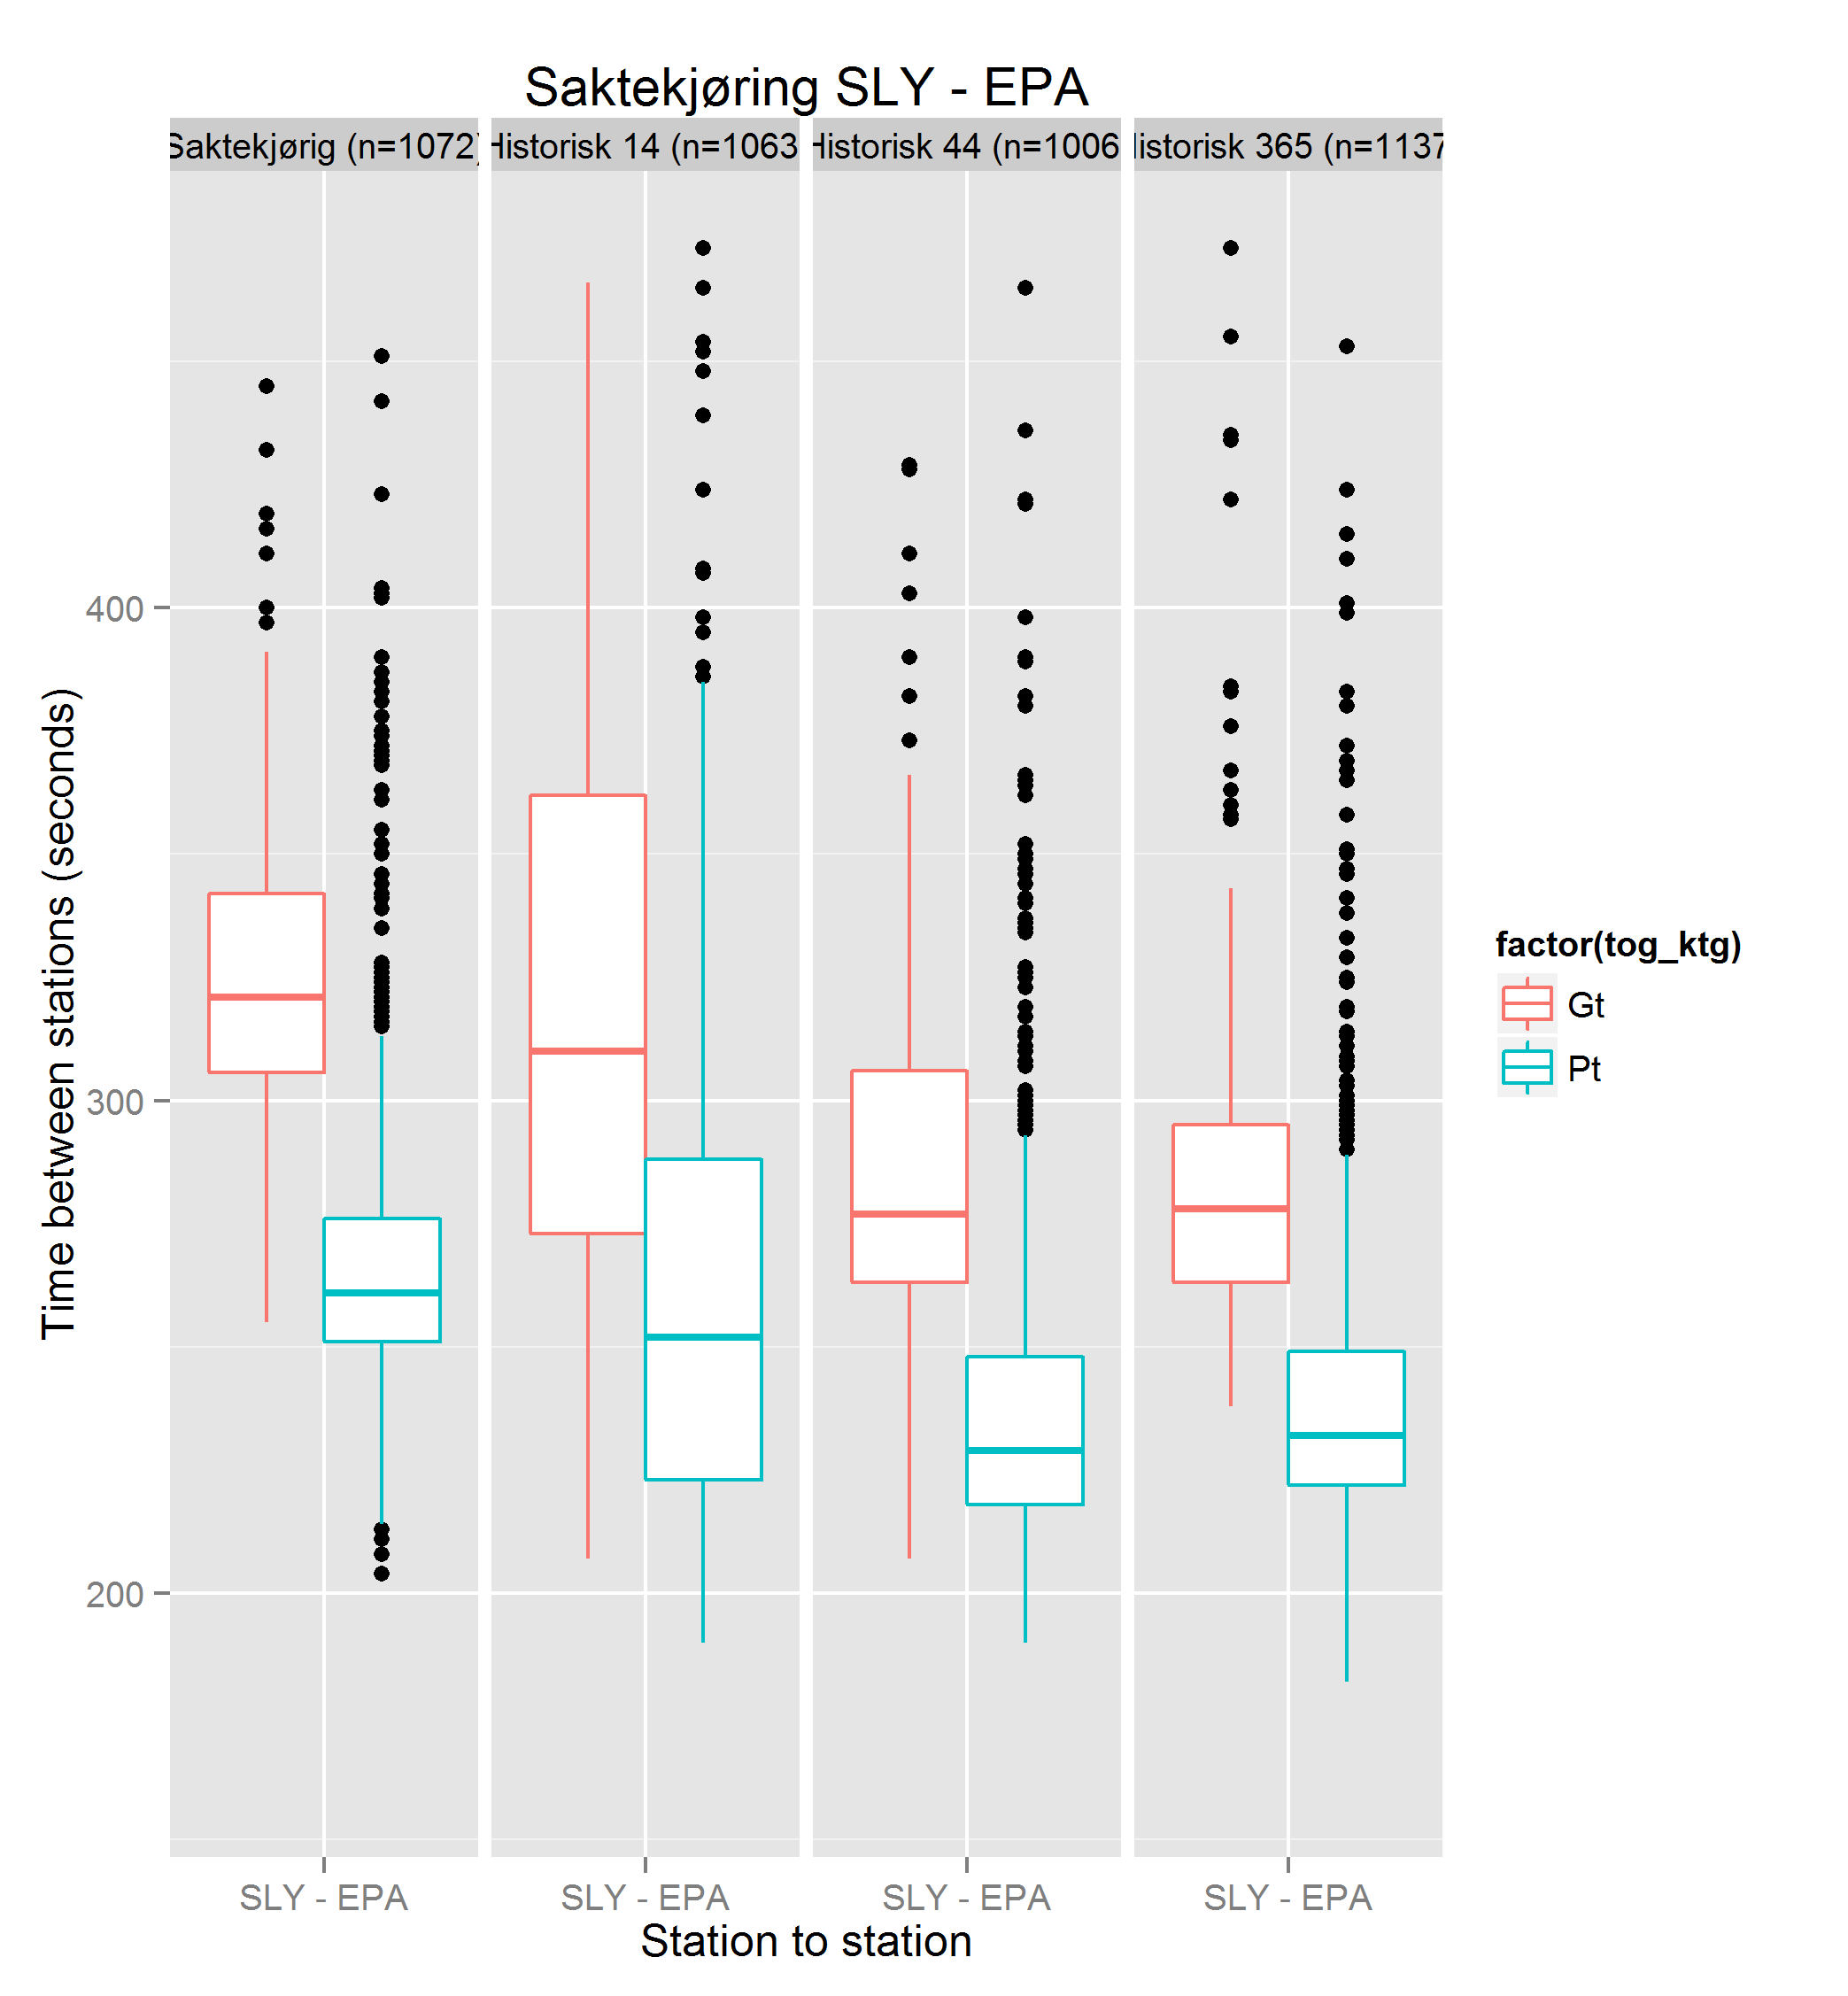 Saktekjøring SLY - EPA
Saktekjørig (n=1072)
Historisk 14 (n=1063
Historisk 44 (n=1006
istorisk 365 (n=1137
Time between stations (seconds)
400
300
200
SLY - EPA
SLY - EPA
SLY - EPA
SLY - EPA
Station to station
factor(tog_ktg)
Gt
Pt